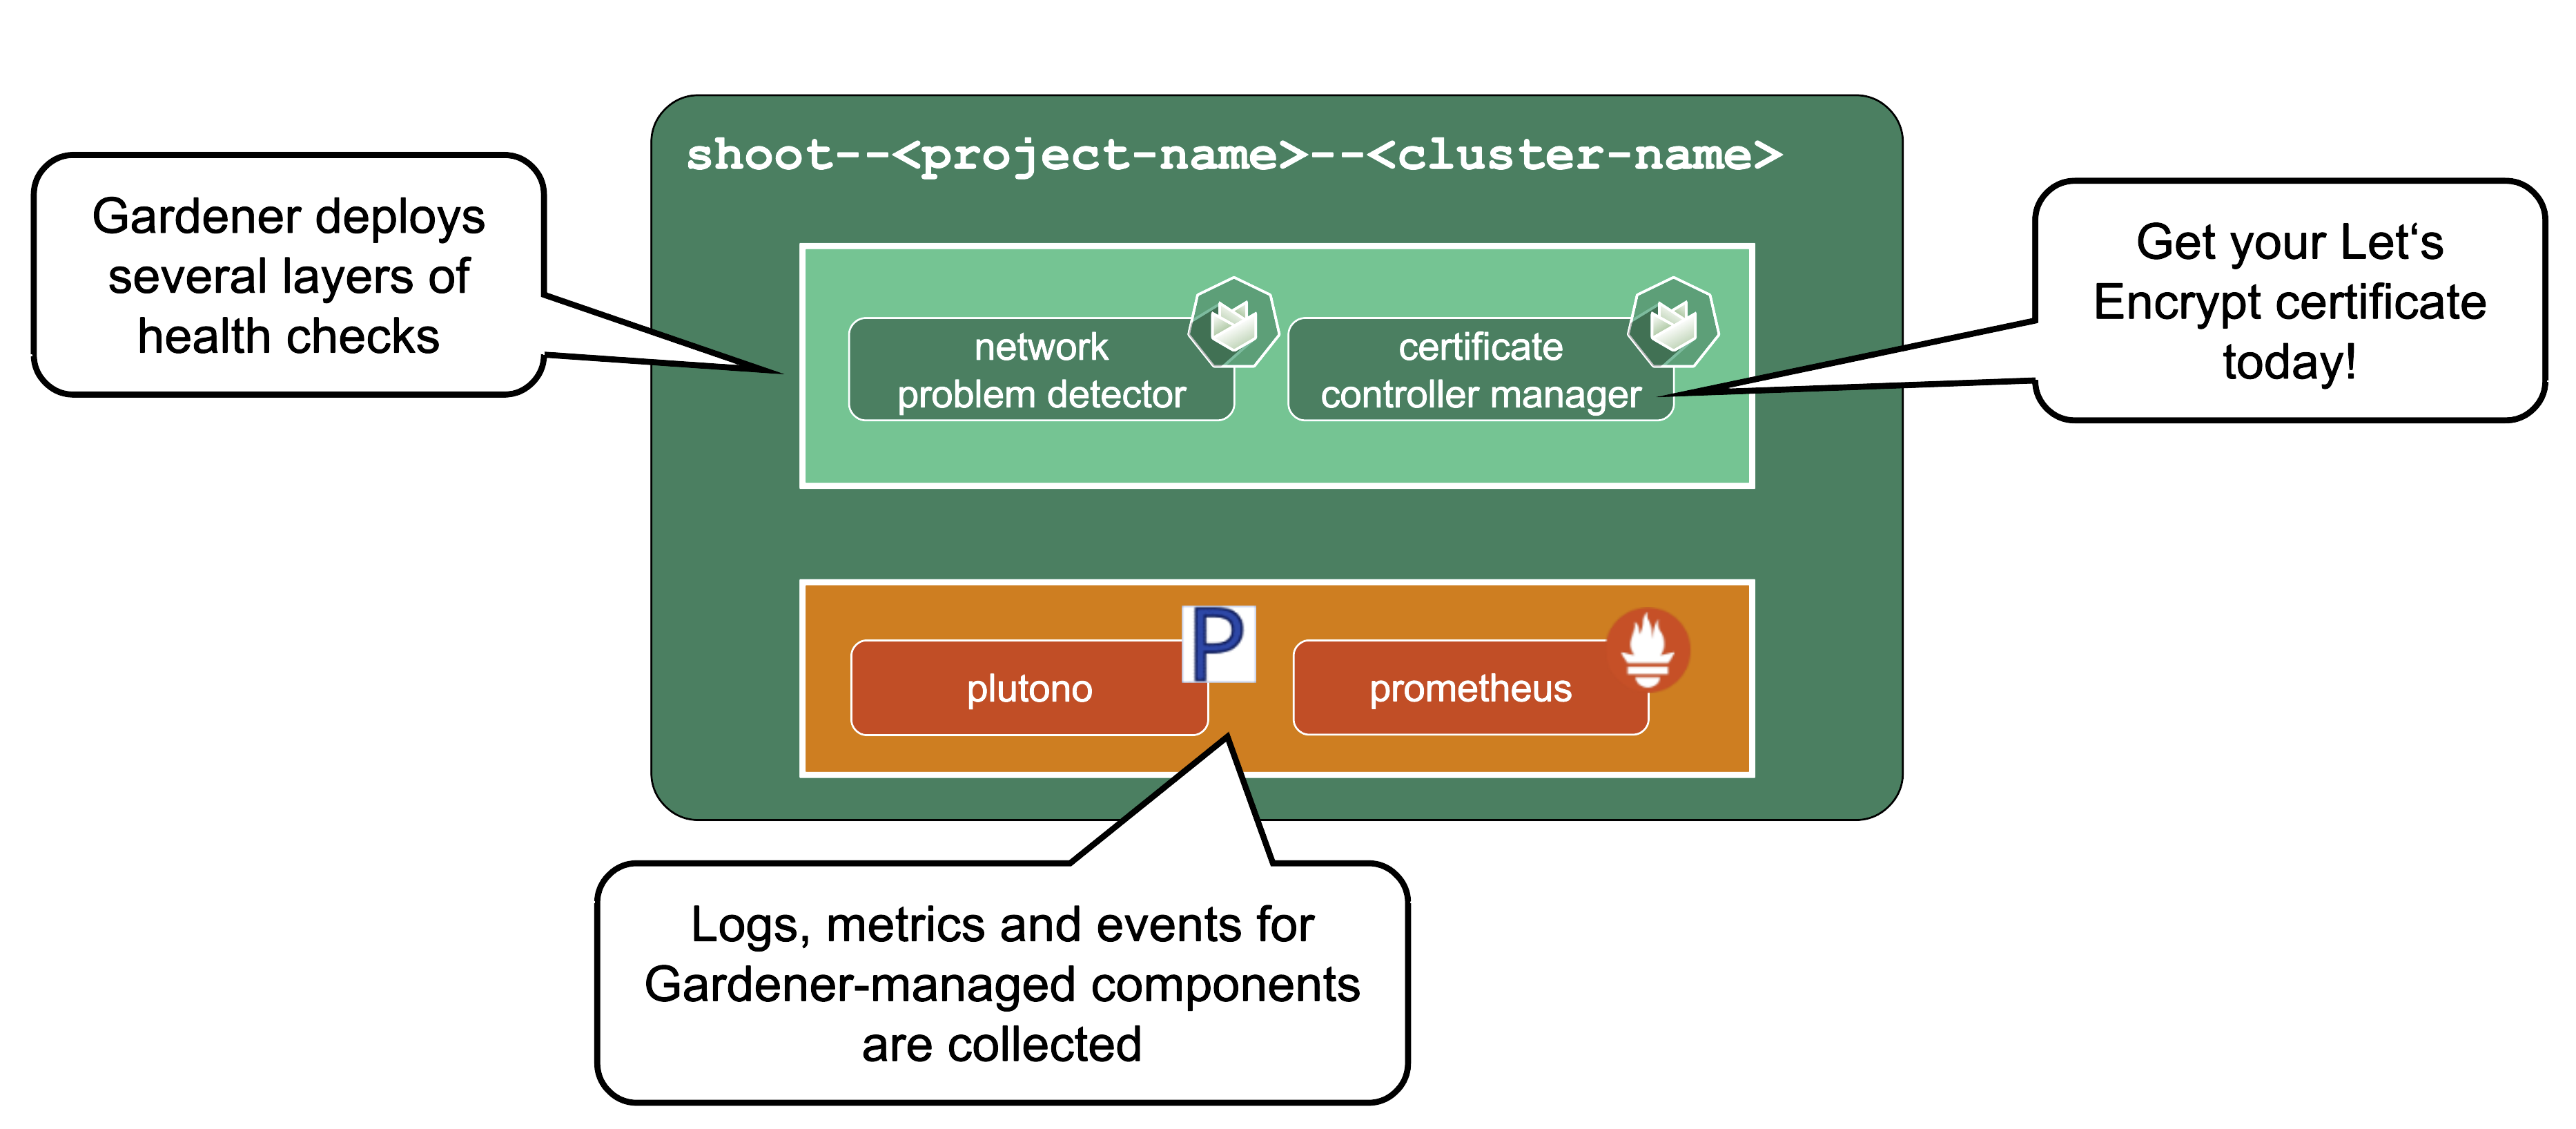 shoot--<project-name>--<cluster-name>
Gardener deploys
several layers of
health checks
Get your Let‘s
Encrypt certificate
today!
network
problem detector
certificate
controller manager
P
plutono
prometheus
Logs, metrics and events for
Gardener-managed components
are collected